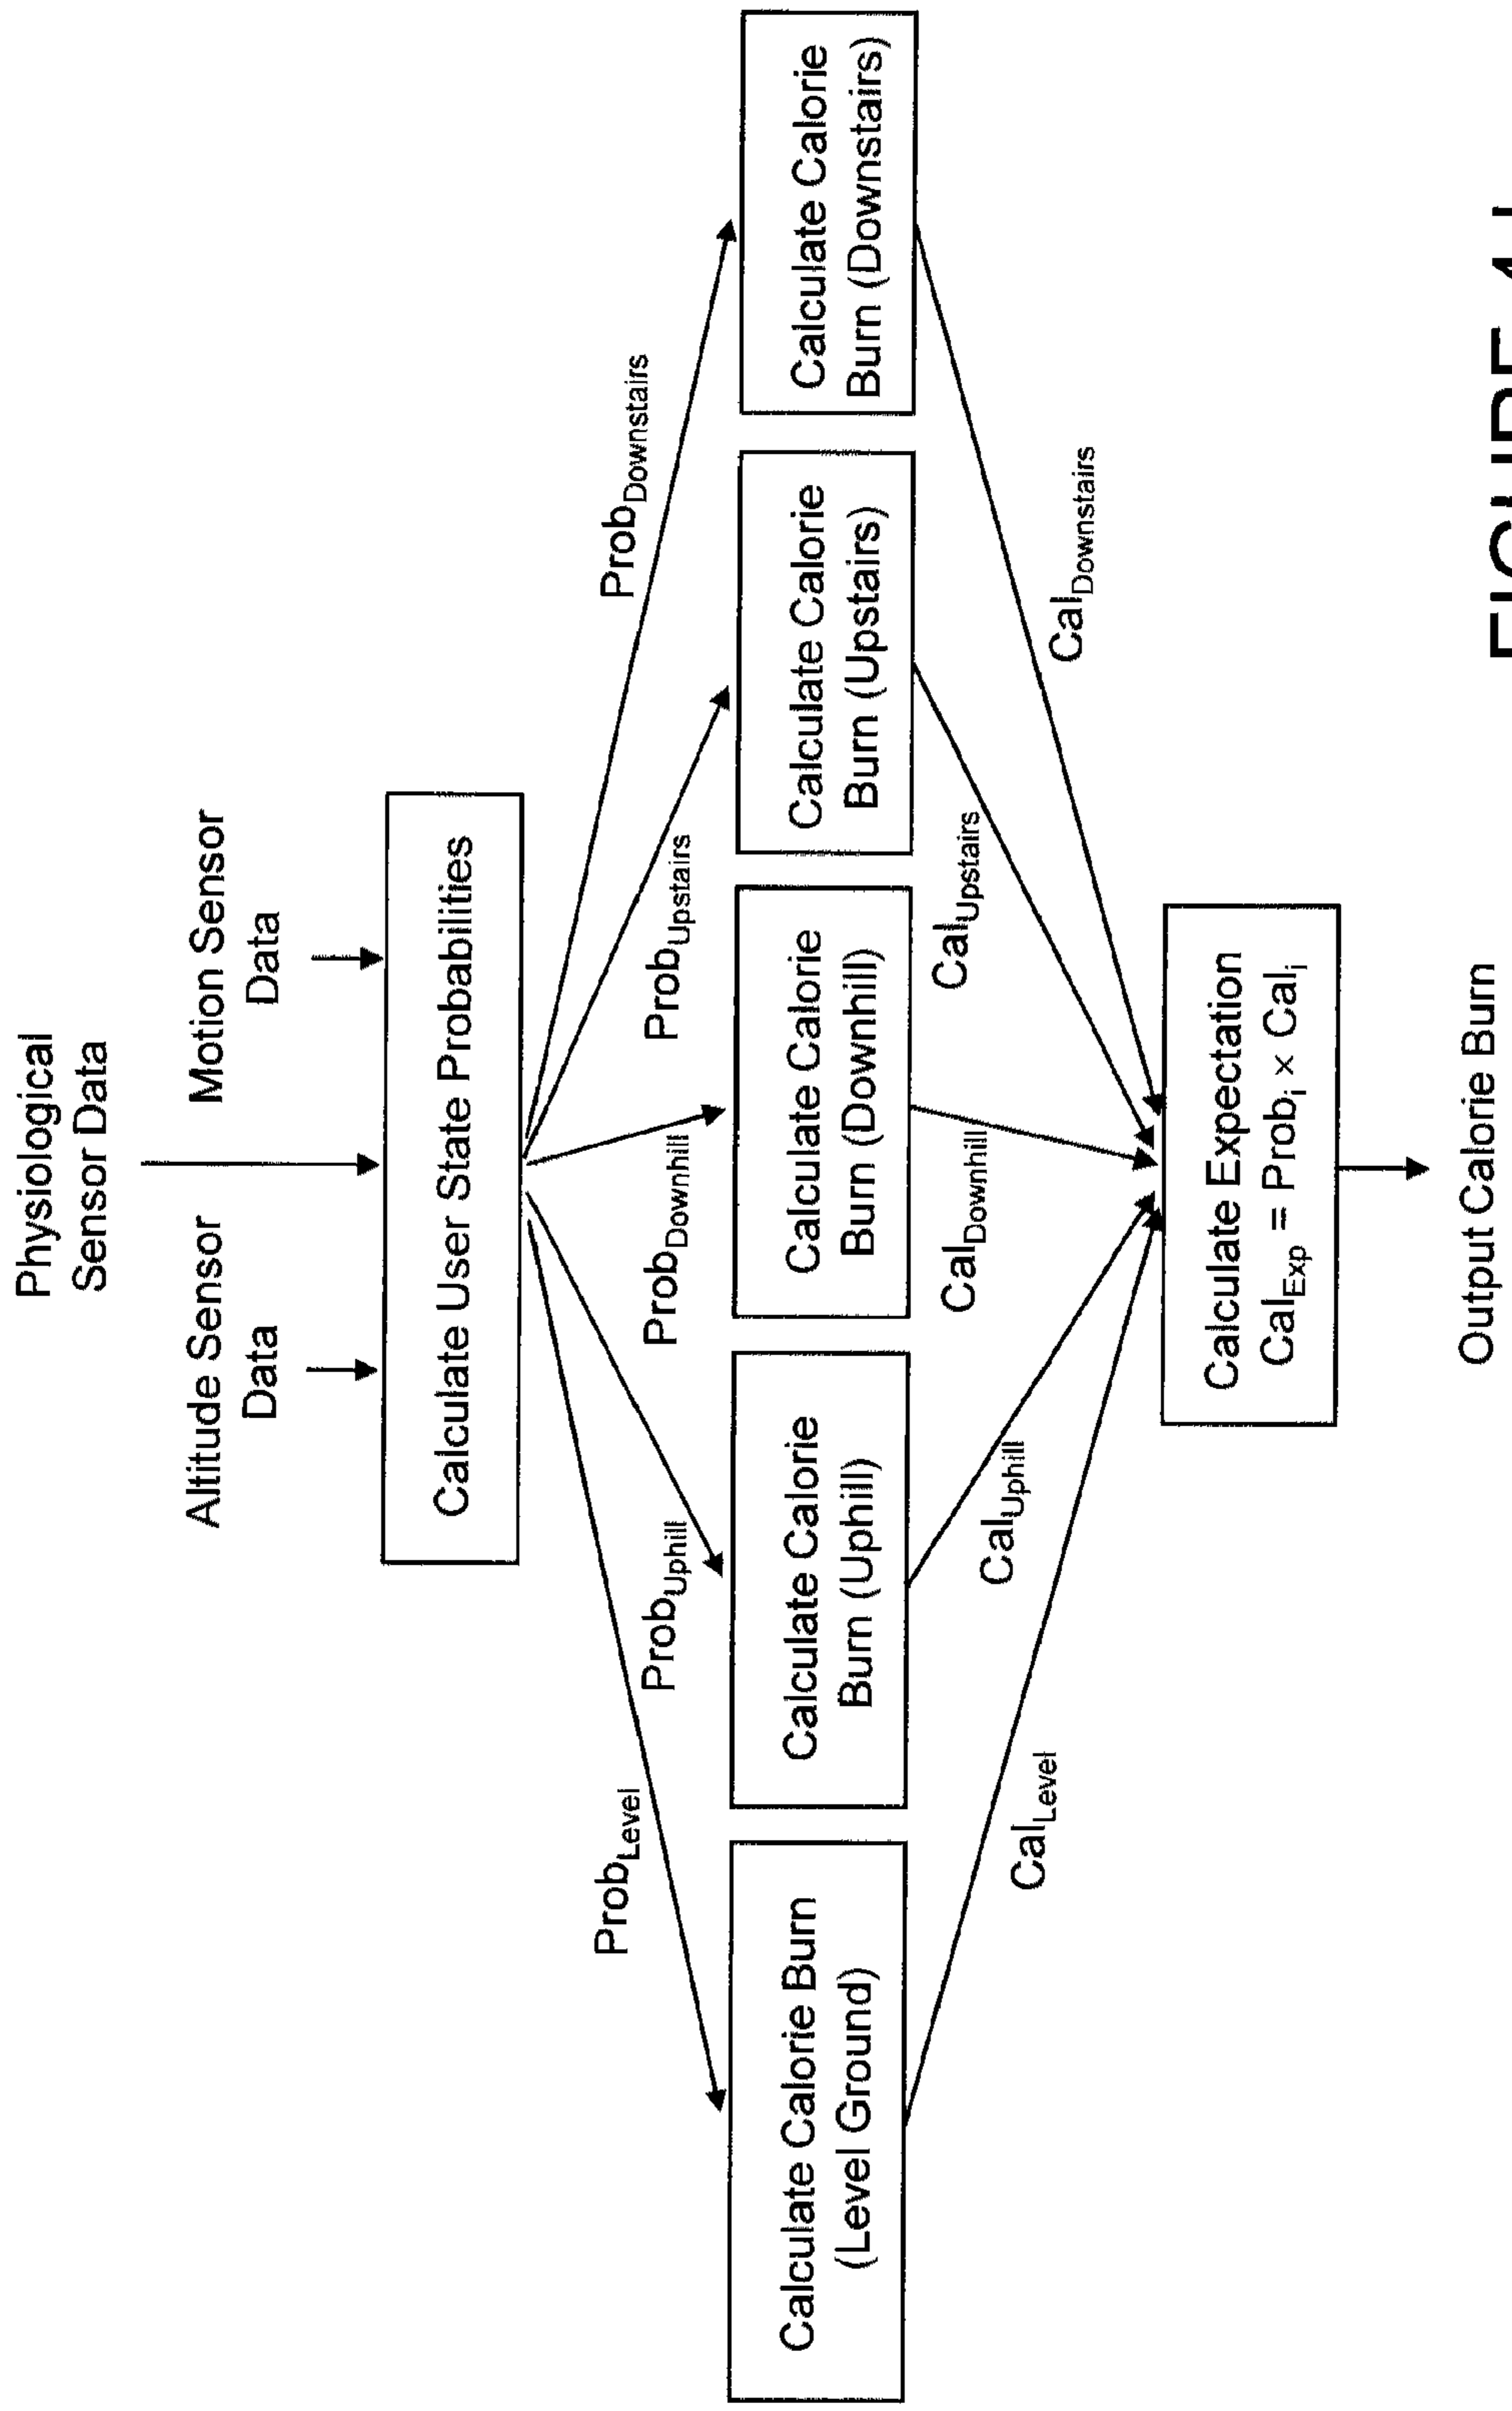 Physiological
Sensor Data
Altitude Sensor
Data
Motion Sensor
Data
Calculate User State Probabilities
Prob_Level
Prob_Uphill
Prob_Downhill
Prob_Upstairs
Prob_Downstairs
Calculate Calorie Burn
(Level Ground)
Calculate Calorie
Burn (Uphill)
Calculate Calorie
Burn (Downhill)
Calculate Calorie
Burn (Upstairs)
Calculate Calorie
Burn (Downstairs)
Cal_Level
Cal_Uphill
Cal_Downhill
Cal_Upstairs
Cal_Downstairs
Calculate Expectation
Cal_Exp = Prob_i × Cal_i
Output Calorie Burn
FIGURE